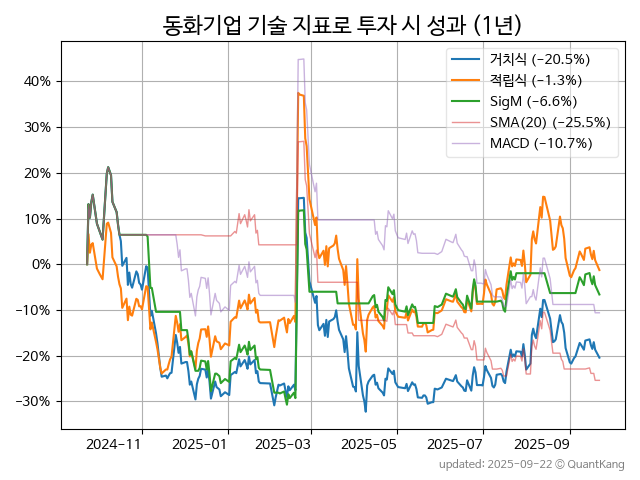 동화기업 기술 지표로 투자 시 성과 (1년)
거치식 (−20.5%)
적립식 (−1.3%)
SigM (−6.6%)
SMA(20) (−25.5%)
MACD (−10.7%)
40%
30%
20%
10%
0%
−10%
−20%
−30%
2024-11
2025-01
2025-03
2025-05
2025-07
2025-09
updated: 2025-09-22 © QuantKang